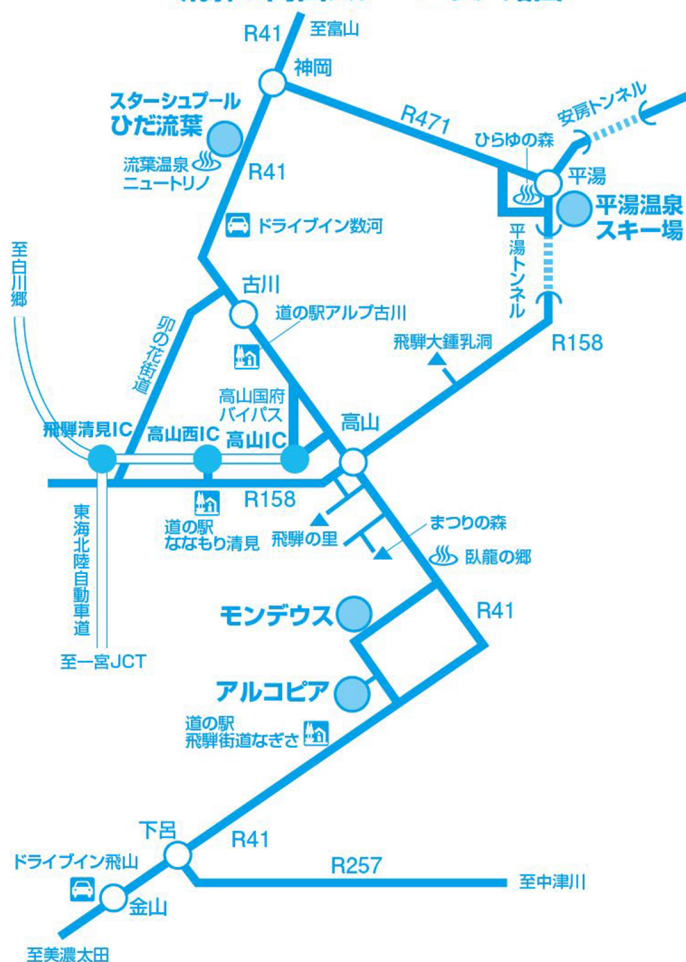 R41
至富山
神岡
スターシュプール
ひだ流葉
R471
安房トンネル
ひらゆの森
流葉温泉
ニュートリノ
R41
平湯
平湯温泉
スキー場
ドライブイン数河
平湯トンネル
至白川郷
古川
道の駅アルプ古川
卯の花街道
飛騨大鍾乳洞
R158
高山国府
バイパス
高山
飛騨清見IC
高山西IC
高山IC
R158
道の駅
ななもり清見
飛騨の里
まつりの森
臥龍の郷
東海北陸自動車道
モンデウス
R41
至一宮JCT
アルコピア
道の駅
飛騨街道なぎさ
下呂
R41
ドライブイン飛山
R257
至中津川
金山
至美濃太田